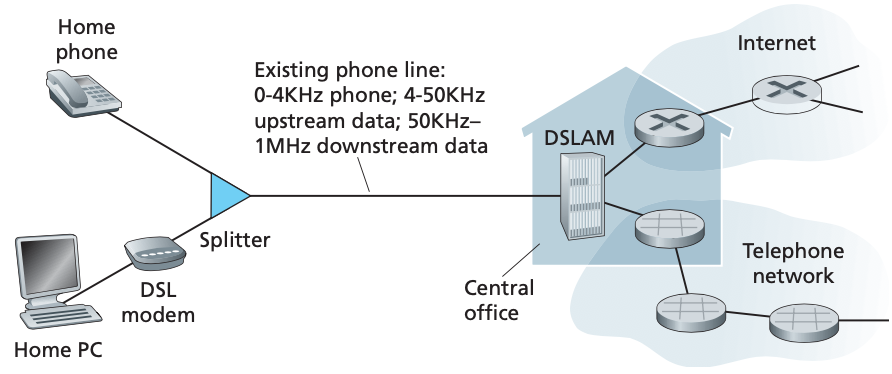 Home
phone
Existing phone line:
0-4KHz phone; 4-50KHz
upstream data; 50KHz–
1MHz downstream data
Internet
DSLAM
Splitter
DSL
modem
Home PC
Central
office
Telephone
network